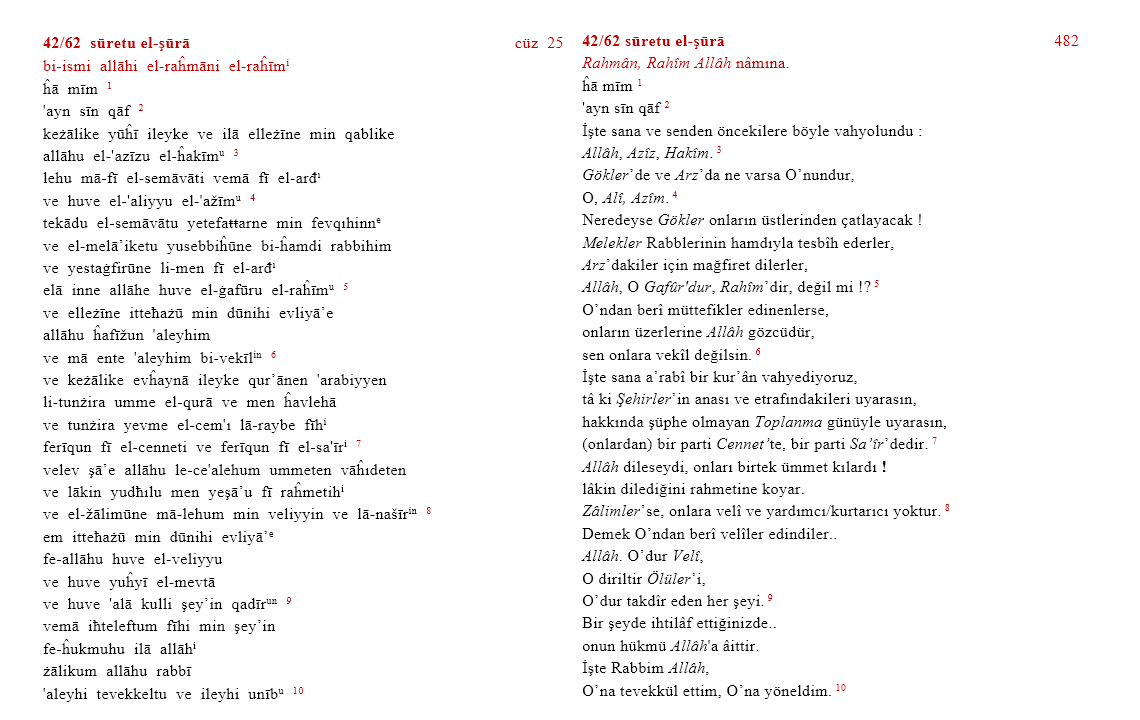 42/62 sūretu el-şūrā cüz 25
bi-ismi allāhi el-raĥmāni el-raĥīmⁱ
ĥā mīm ¹
'ayn sīn qāf ²
keżālike yūĥī ileyke ve ilā elleżīne min qablike
allāhu el-'azīzu el-ĥakīmᵘ ³
lehu mā-fī el-semāvāti vemā fī el-arđᶦ
ve huve el-'aliyyu el-'ažīmᵘ ⁴
tekādu el-semāvātu yetefaŧŧarne min fevqıhinnᵉ
ve el-melā’iketu yusebbiĥūne bi-ĥamdi rabbihim
ve yestaġfirūne li-men fī el-arđᶦ
elā inne allāhe huve el-ġafūru el-raĥīmᵘ ⁵
ve elleżīne itteħażū min dūnihi evliyā’e
allāhu ĥafīžun 'aleyhim
ve mā ente 'aleyhim bi-vekīlⁱⁿ ⁶
ve keżālike evĥaynā ileyke qur’ānen 'arabiyyen
li-tunżira umme el-qurā ve men ĥavlehā
ve tunżira yevme el-cem'ı lā-raybe fīhⁱ
ferīqun fī el-cenneti ve ferīqun fī el-sa'īrⁱ ⁷
velev şā’e allāhu le-ce'alehum ummeten vāĥıdeten
ve lākin yudħılu men yeşā’u fī raĥmetihⁱ
ve el-žālimūne mā-lehum min veliyyin ve lā-našīrⁱⁿ ⁸
em itteħażū min dūnihi evliyā’ᵉ
fe-allāhu huve el-veliyyu
ve huve yuĥyī el-mevtā
ve huve 'alā kulli şey’in qadīrᵘⁿ ⁹
vemā iħteleftum fīhi min şey’in
fe-ĥukmuhu ilā allāhⁱ
żālikum allāhu rabbī
'aleyhi tevekkeltu ve ileyhi unībᵘ ¹⁰
42/62 sūretu el-şūrā 482
Rahmân, Rahîm Allâh nâmına.
ĥā mīm ¹
'ayn sīn qāf ²
İşte sana ve senden öncekilere böyle vahyolundu :
Allâh, Azîz, Hakîm. ³
Gökler’de ve Arz’da ne varsa O’nundur,
O, Alî, Azîm. ⁴
Neredeyse Gökler onların üstlerinden çatlayacak !
Melekler Rabblerinin hamdıyla tesbîh ederler,
Arz’dakiler için mağfiret dilerler,
Allâh, O Gafûr'dur, Rahîm’dir, değil mi !? ⁵
O’ndan berî müttefikler edinenlerse,
onların üzerlerine Allâh gözcüdür,
sen onlara vekîl değilsin. ⁶
İşte sana a’rabî bir kur’ân vahyediyoruz,
tâ ki Şehirler’in anası ve etrafındakileri uyarasın,
hakkında şüphe olmayan Toplanma günüyle uyarasın,
(onlardan) bir parti Cennet’te, bir parti Sa’îr’dedir. ⁷
Allâh dileseydi, onları birtek ümmet kılardı !
lâkin dilediğini rahmetine koyar.
Zâlimler’se, onlara velî ve yardımcı/kurtarıcı yoktur. ⁸
Demek O’ndan berî velîler edindiler..
Allâh. O’dur Velî,
O diriltir Ölüler’i,
O’dur takdîr eden her şeyi. ⁹
Bir şeyde ihtilâf ettiğinizde..
onun hükmü Allâh'a âittir.
İşte Rabbim Allâh,
O’na tevekkül ettim, O’na yöneldim. ¹⁰